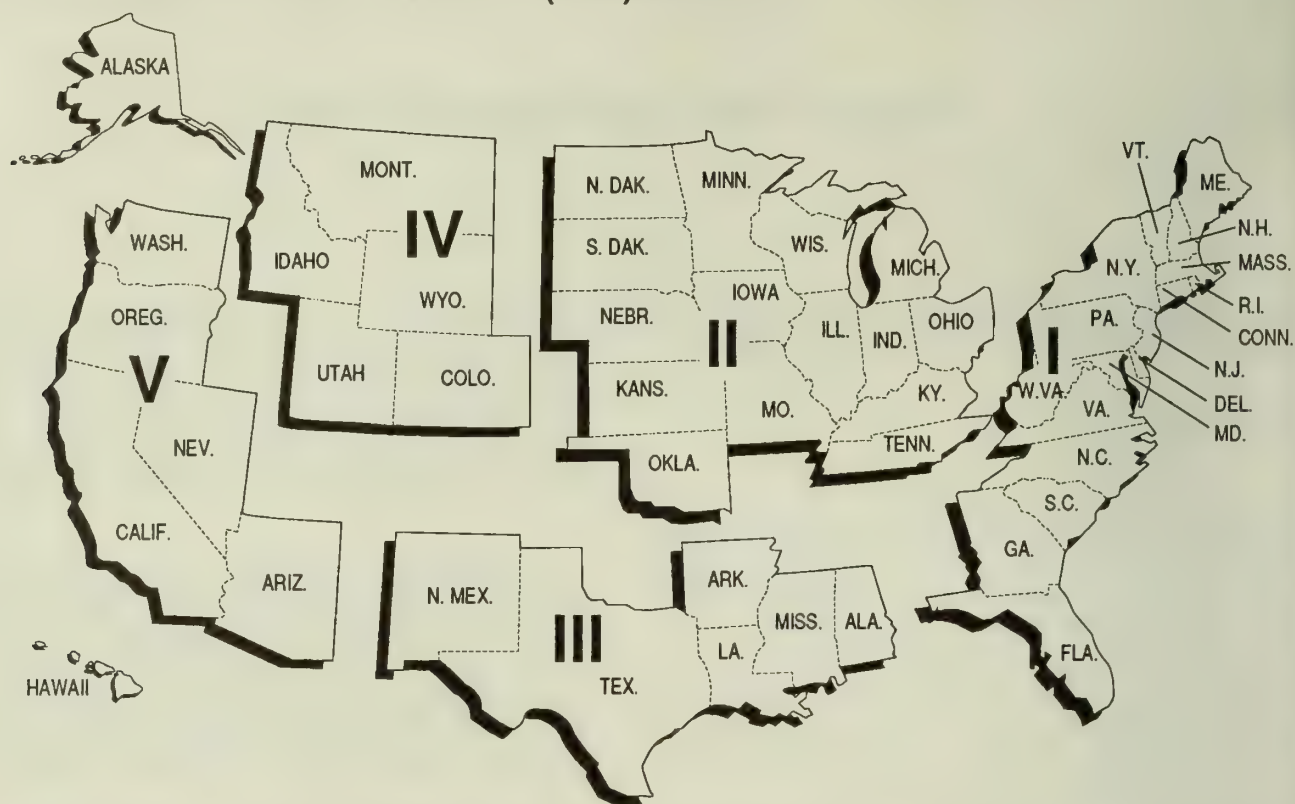 ALASKA
MONT.
IV
IDAHO
WYO.
UTAH
COLO.
WASH.
OREG.
V
NEV.
CALIF.
ARIZ.
HAWAII
N. DAK.
MINN.
S. DAK.
WIS.
MICH.
NEBR.
IOWA
II
ILL.
IND.
OHIO
KANS.
MO.
KY.
OKLA.
TENN.
N. MEX.
III
TEX.
ARK.
LA.
MISS.
ALA.
VT.
ME.
N.H.
N.Y.
MASS.
R.I.
PA.
CONN.
I
N.J.
W.VA.
DEL.
VA.
MD.
N.C.
S.C.
GA.
FLA.